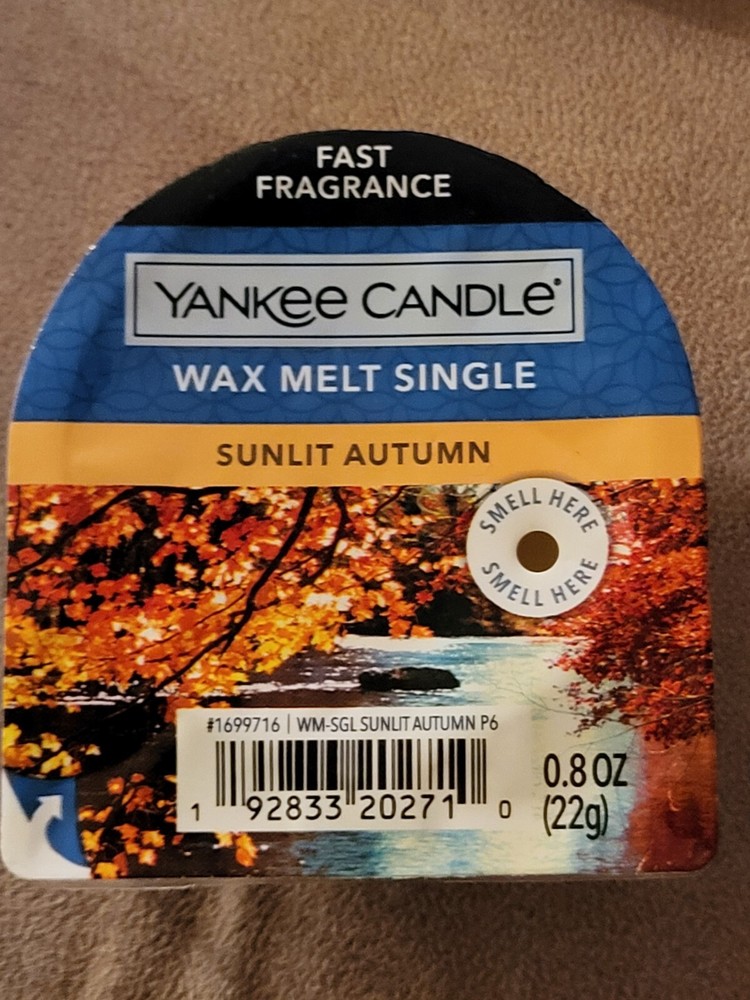 FAST
FRAGRANCE
YANKee CANDLe®
WAX MELT SINGLE
SUNLIT AUTUMN
SMELL HERE
SMELL HERE
#1699716 | WM-SGL SUNLIT AUTUMN P6
1 92833 20271 0
0.8 OZ
(22g)